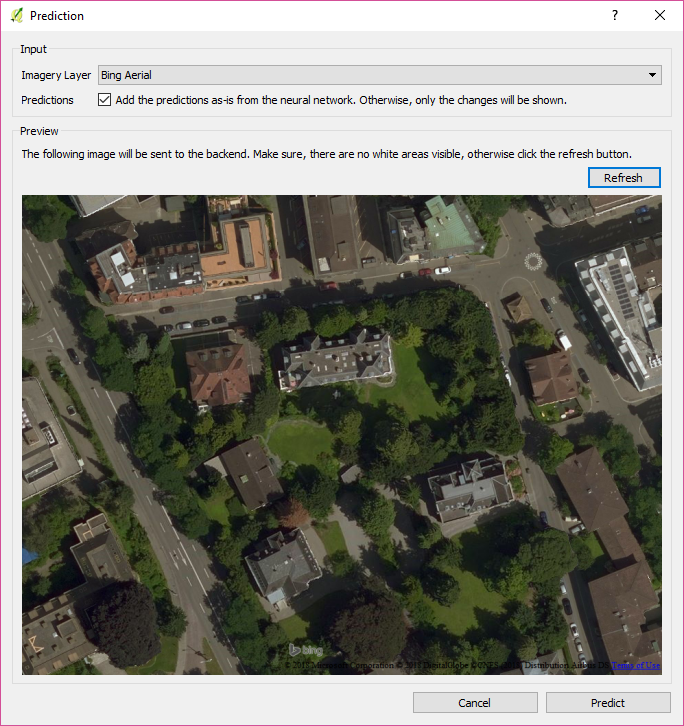 Prediction
?
Input
Imagery Layer Bing Aerial
Predictions Add the predictions as-is from the neural network. Otherwise, only the changes will be shown.
Preview
The following image will be sent to the backend. Make sure, there are no white areas visible, otherwise click the refresh button.
Refresh
bing
© 2018 Microsoft Corporation © 2018 DigitalGlobe ©CNES (2018) Distribution Airbus DS Terms of Use
Cancel Predict